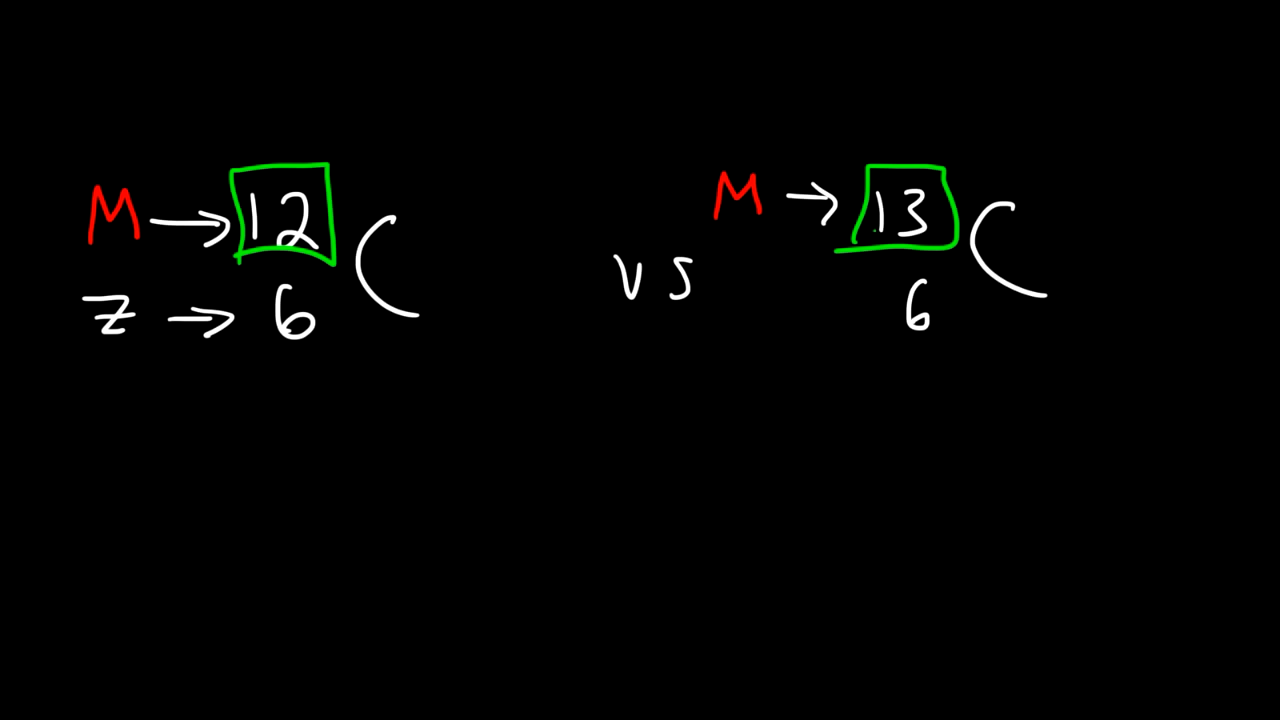 M → 12 C vs M → 13 C
Z → 6 6